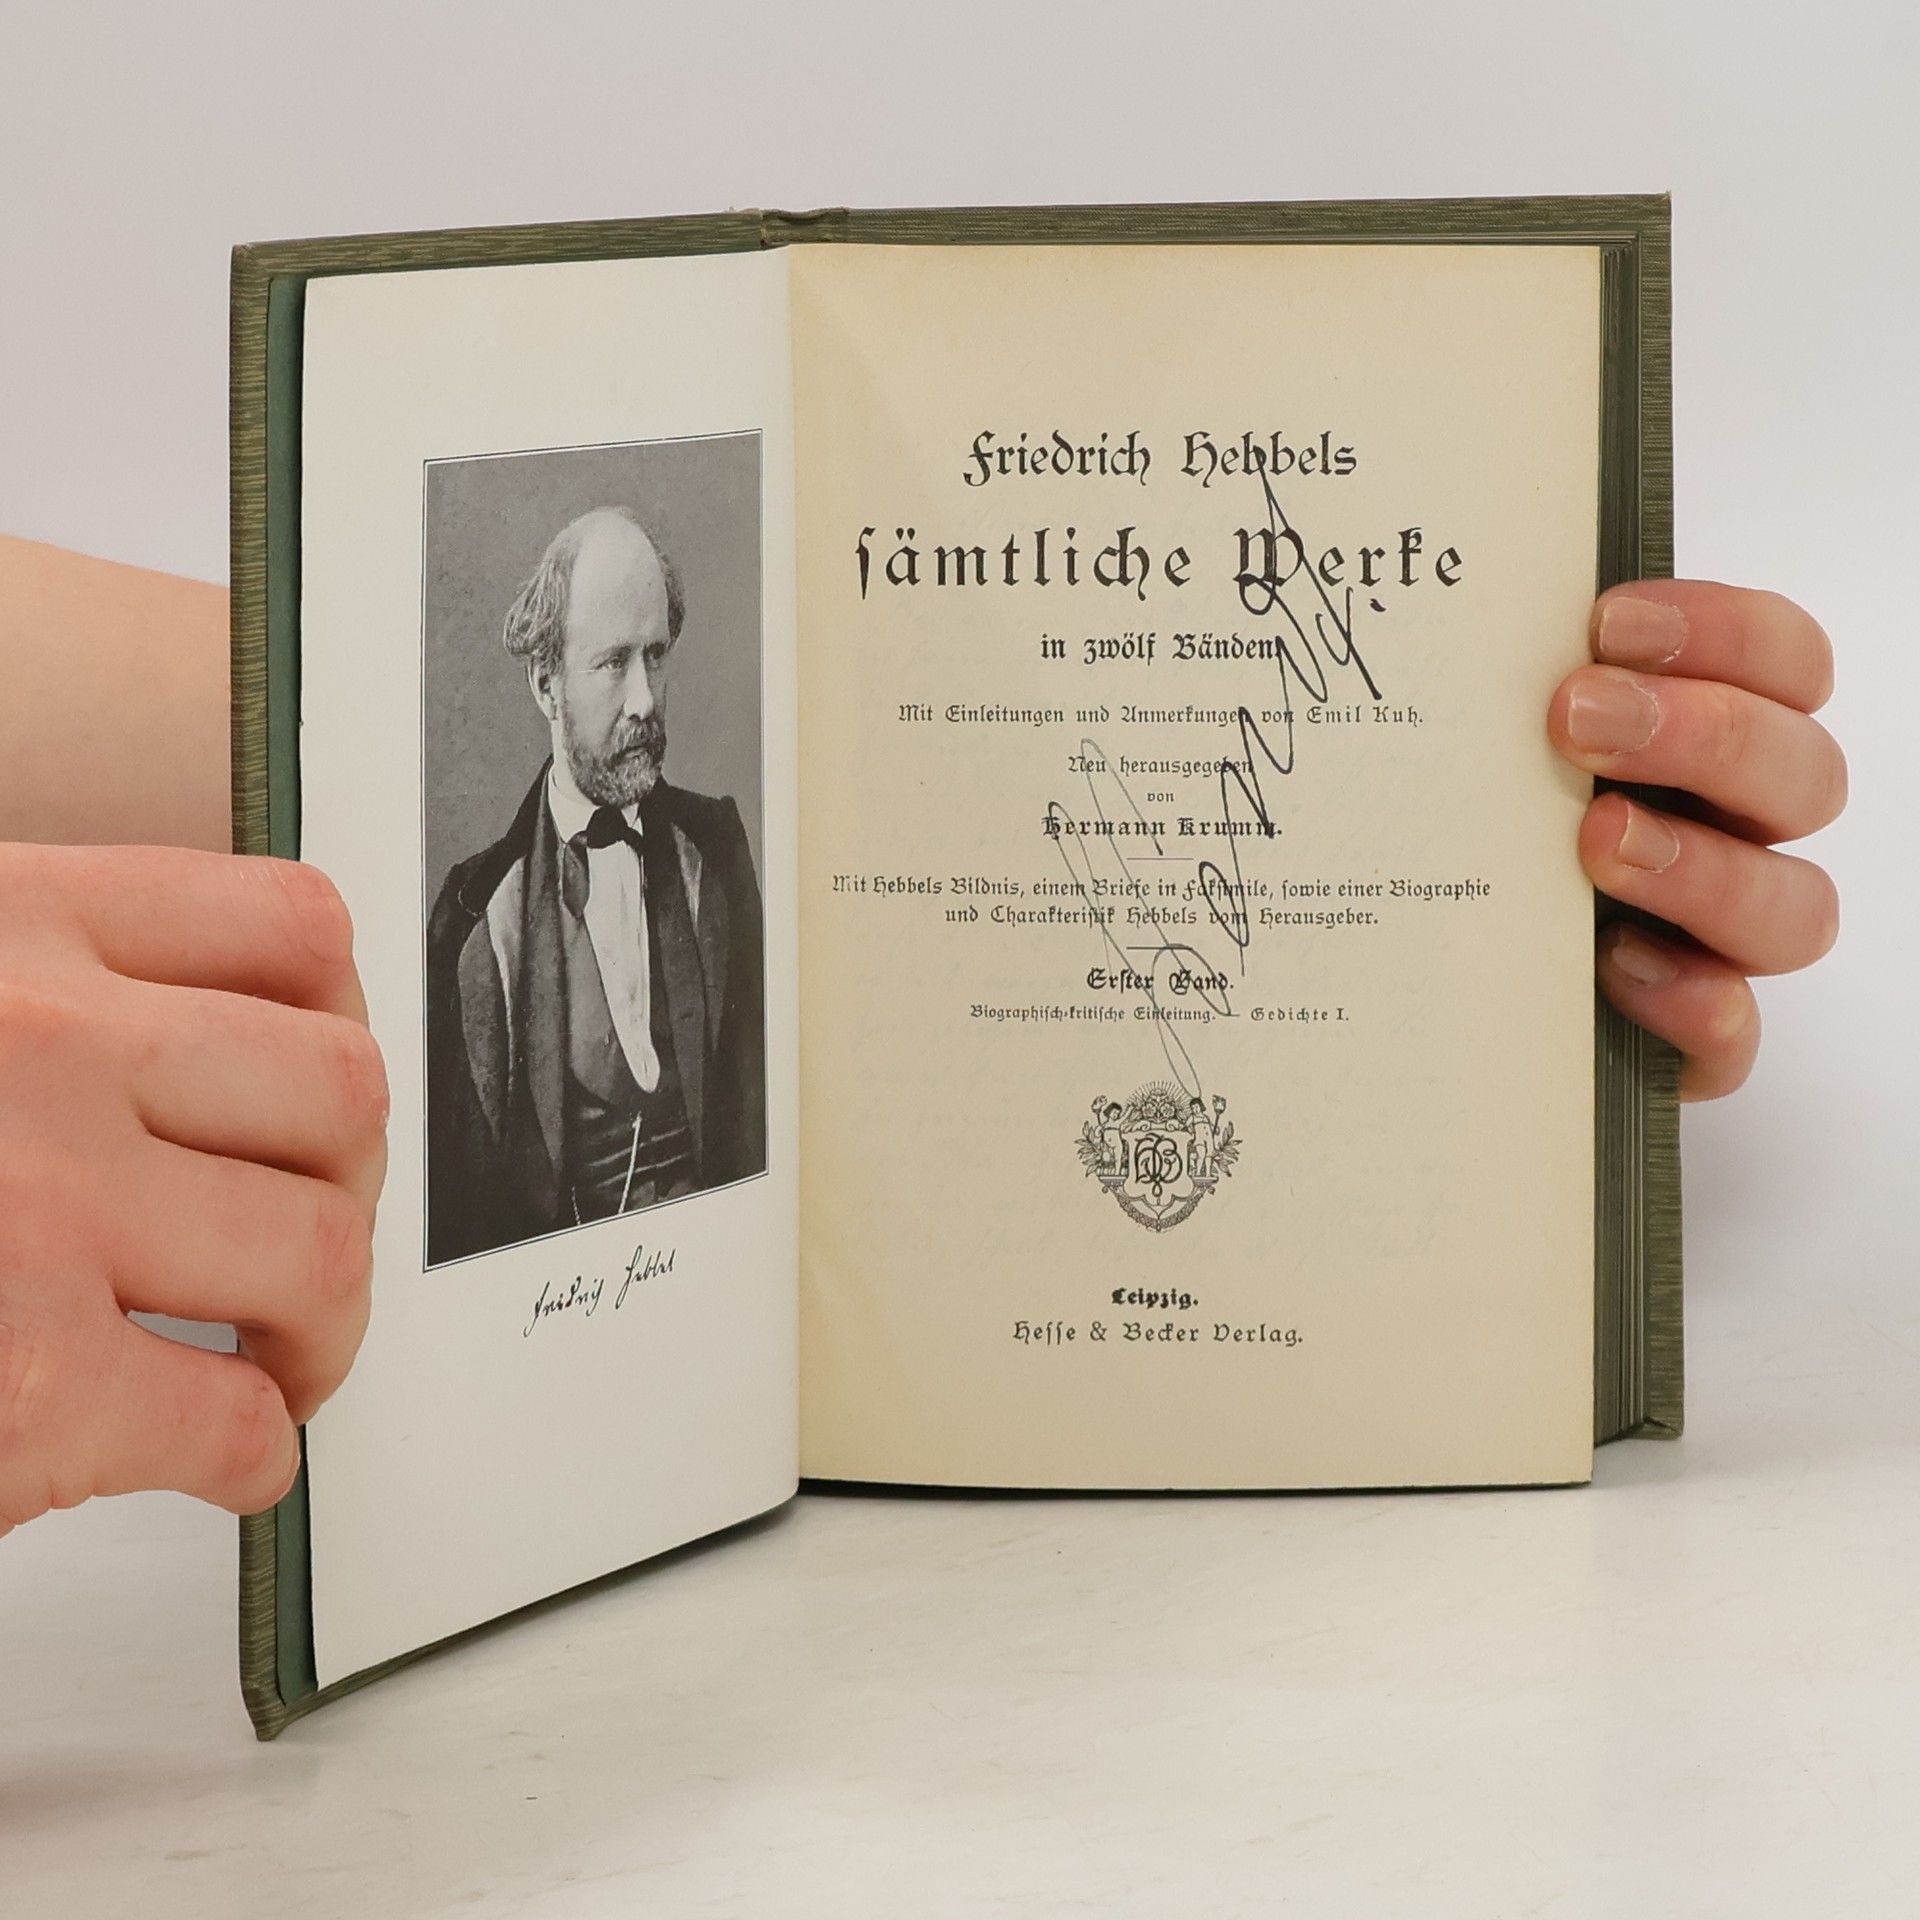 Friedrich Hebbel
Friedrich Hebbels
sämtliche Werke
in zwölf Bänden.
Mit Einleitungen und Anmerkungen von Emil Kuh.
Neu herausgegeben
von
Hermann Krumm.
Mit Hebbels Bildnis, einem Briefe in Faksimile, sowie einer Biographie
und Charakteristik Hebbels vom Herausgeber.
Erster Band.
Biographisch-kritische Einleitung. — Gedichte I.
Leipzig.
Hesse & Becker Verlag.